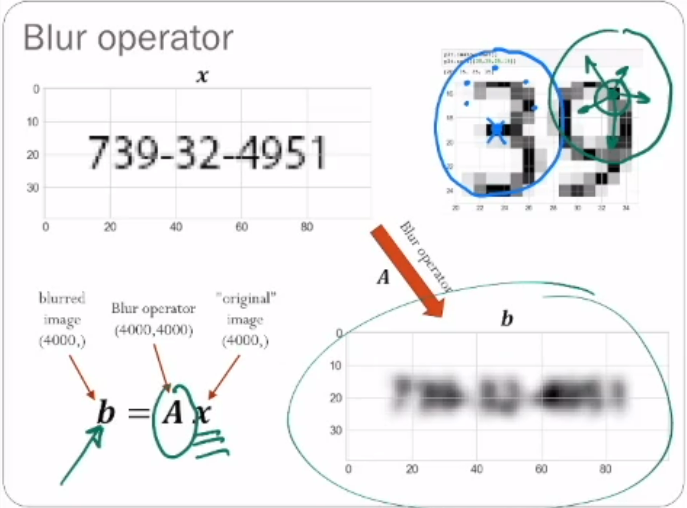 Blur operator
x
0
10
20
30
739-32-4951
0 20 40 60 80
20 22 24 26 28 30 32 34
A
Blur operator
blurred
image
(4000,)
Blur operator
(4000,4000)
"original"
image
(4000,)
b = A x
b
0
10
20
30
0 20 40 60 80